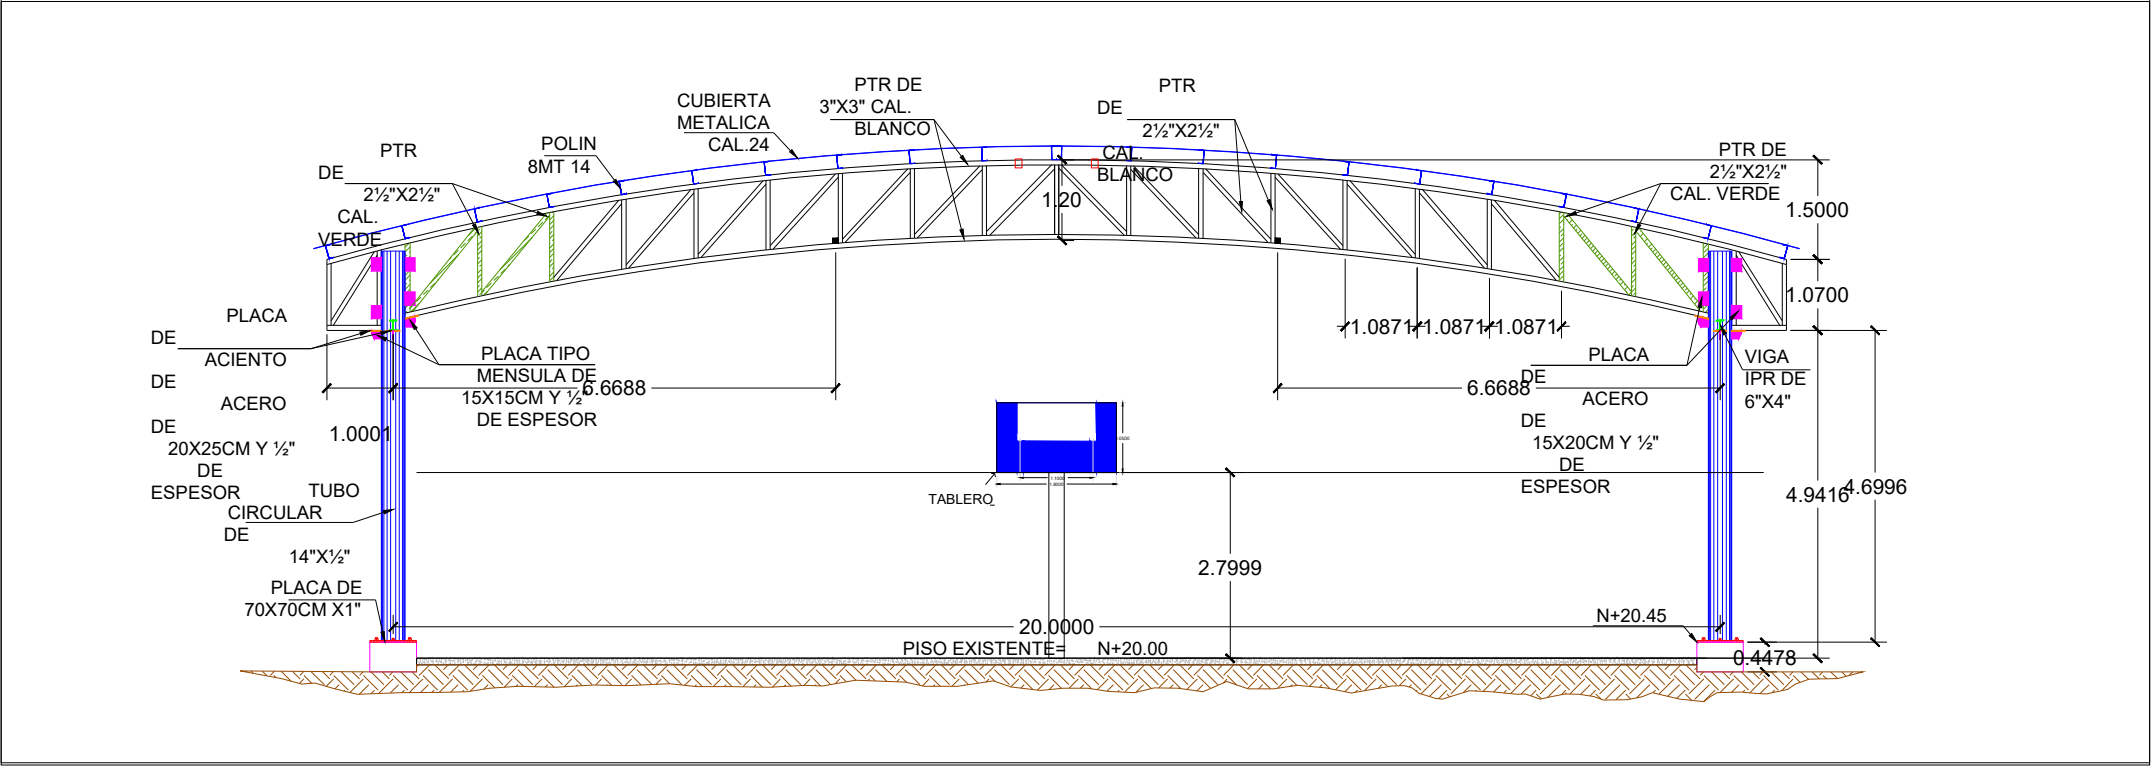 PTR
DE
2½"X2½"
CAL.
VERDE
POLIN
8MT 14
CUBIERTA
METALICA
CAL.24
PTR DE
3"X3" CAL.
BLANCO
PTR
DE
2½"X2½"
CAL.
BLANCO
1.20
PTR DE
2½"X2½"
CAL. VERDE
1.5000
1.0700
1.0871
1.0871
1.0871
PLACA
DE
ACIENTO
DE
ACERO
DE
20X25CM Y ½"
DE
ESPESOR
PLACA TIPO
MENSULA DE
15X15CM Y ½"
DE ESPESOR
6.6688
1.0001
6.6688
PLACA
DE
ACERO
DE
15X20CM Y ½"
DE
ESPESOR
VIGA
IPR DE
6"X4"
TUBO
CIRCULAR
DE
14"X½"
PLACA DE
70X70CM X1"
TABLERO
1.1000
1.8000
2.7999
4.9416
4.6996
20.0000
PISO EXISTENTE= N+20.00
N+20.45
0.4478